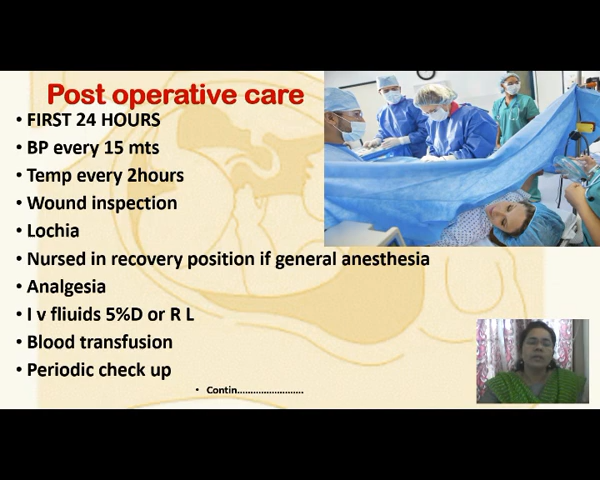 Post operative care
• FIRST 24 HOURS
• BP every 15 mts
• Temp every 2hours
• Wound inspection
• Lochia
• Nursed in recovery position if general anesthesia
• Analgesia
• I v fliuids 5%D or R L
• Blood transfusion
• Periodic check up
• Contin........................